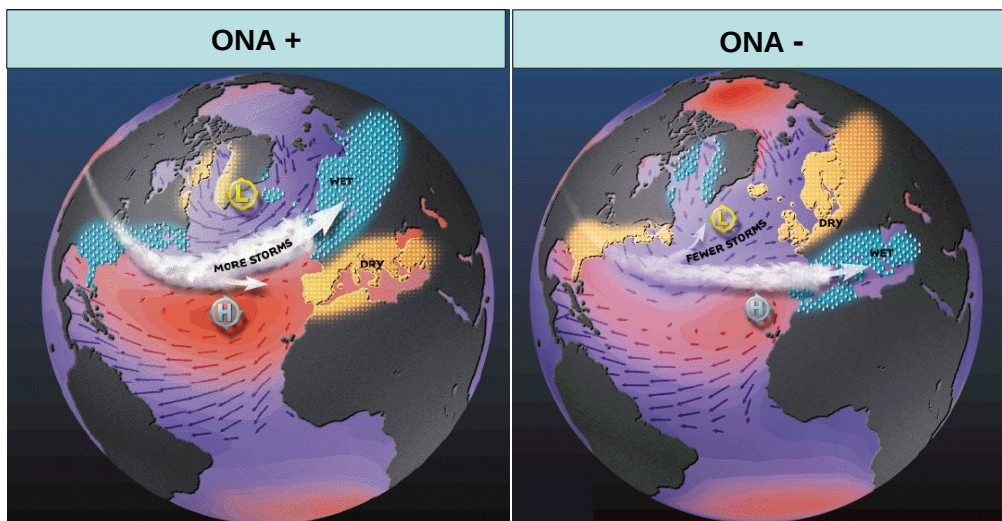 ONA +
ONA -
WET
L
MORE STORMS
DRY
H
L
DRY
FEWER STORMS
WET
H